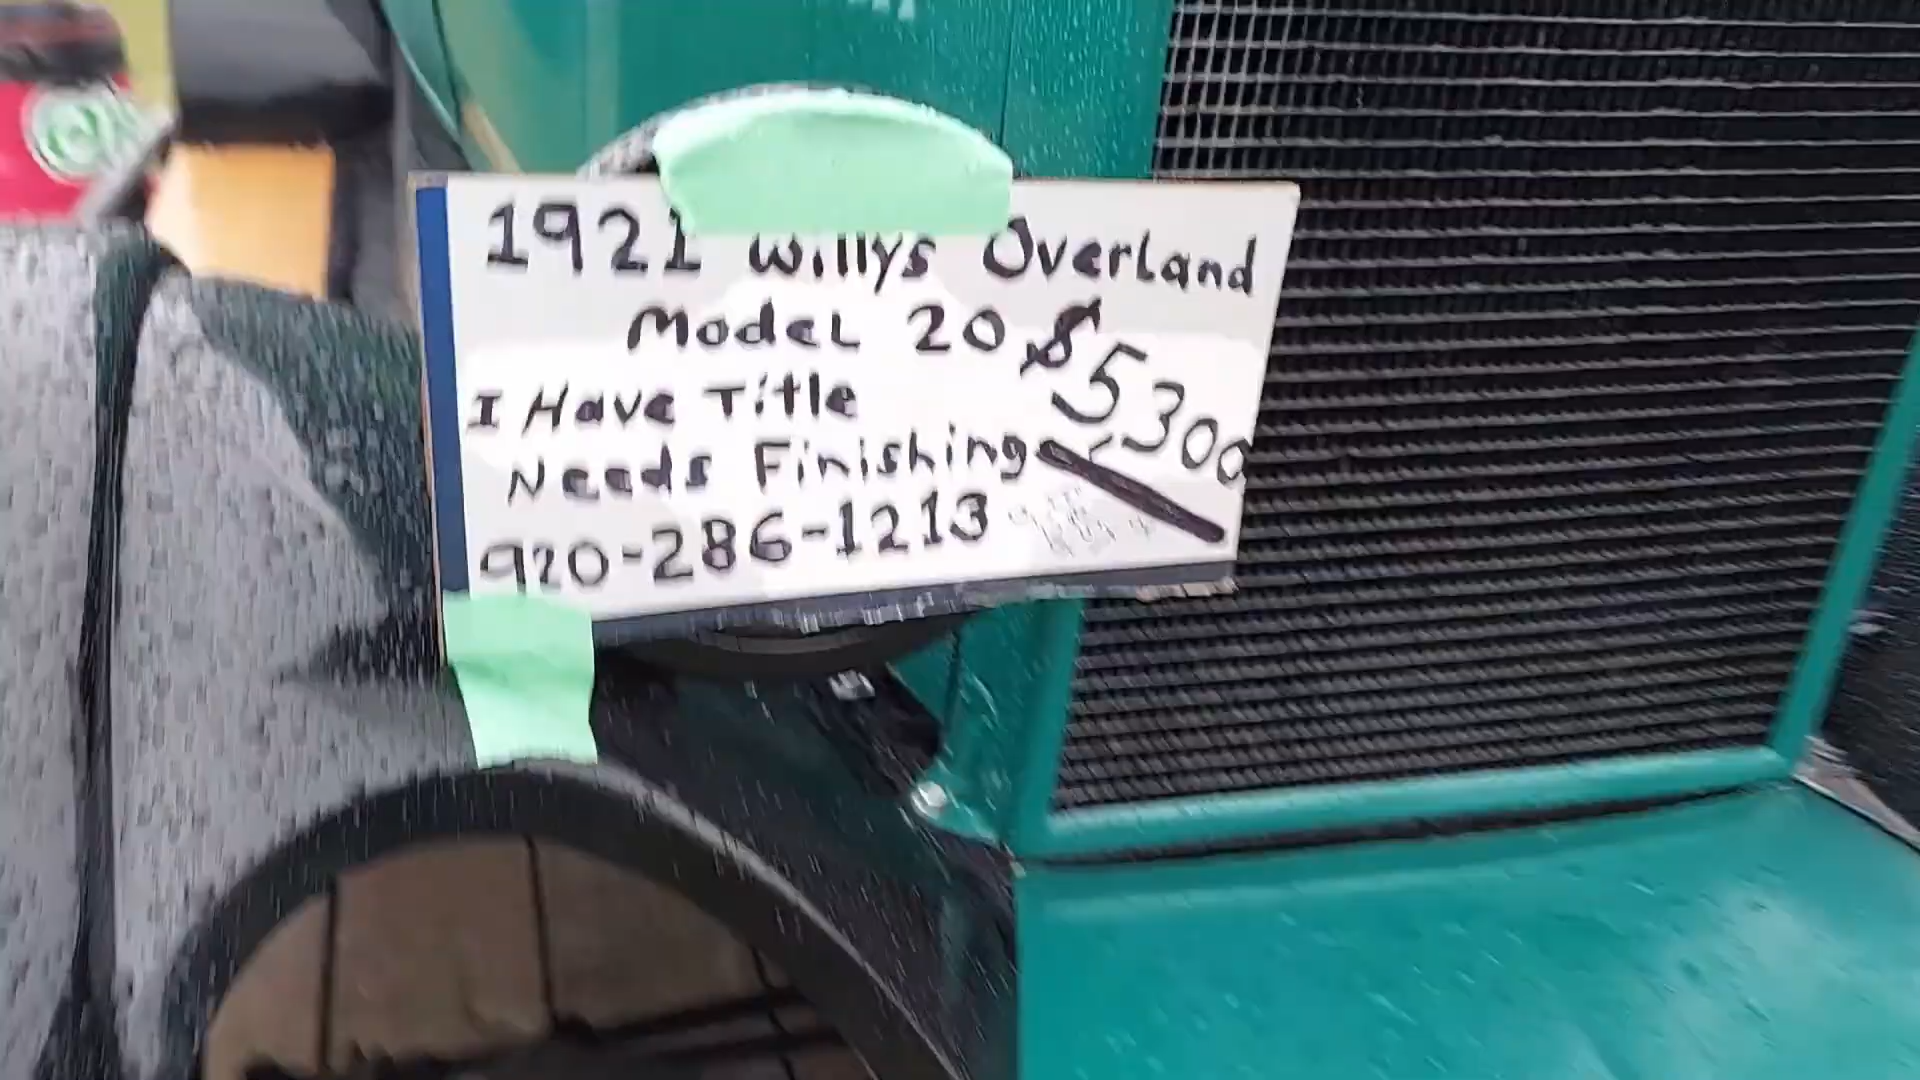 1921 Willys Overland
Model 20 $5300
I Have Title
Needs Finishing
920-286-1213